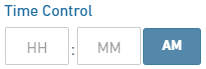 Time Control
HH : MM AM